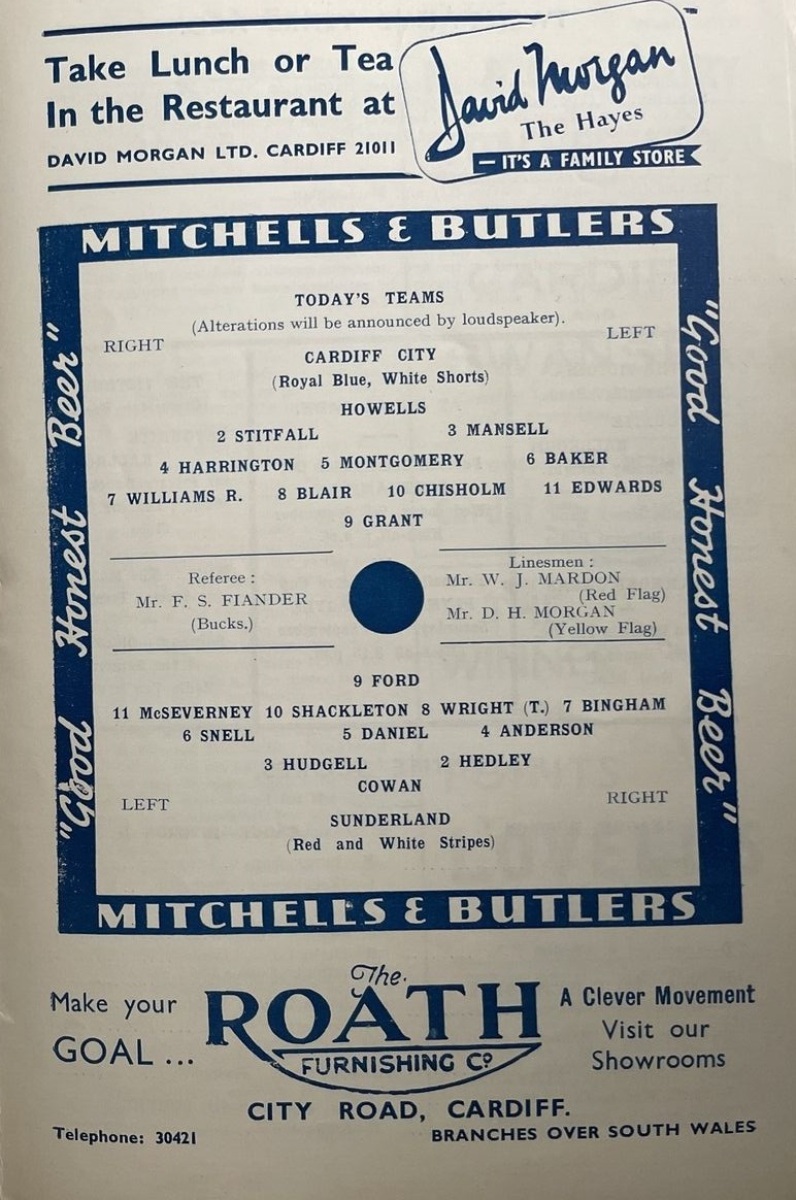 Take Lunch or Tea
In the Restaurant at
DAVID MORGAN LTD. CARDIFF 21011
David Morgan
The Hayes
— IT'S A FAMILY STORE
MITCHELLS & BUTLERS
"Good Honest Beer"
"Good Honest Beer"
TODAY'S TEAMS
(Alterations will be announced by loudspeaker).
RIGHT
LEFT
CARDIFF CITY
(Royal Blue, White Shorts)
HOWELLS
2 STITFALL 3 MANSELL
4 HARRINGTON 5 MONTGOMERY 6 BAKER
7 WILLIAMS R. 8 BLAIR 10 CHISHOLM 11 EDWARDS
9 GRANT
Referee :
Mr. F. S. FIANDER
(Bucks.)
Linesmen :
Mr. W. J. MARDON
(Red Flag)
Mr. D. H. MORGAN
(Yellow Flag)
9 FORD
11 McSEVERNEY 10 SHACKLETON 8 WRIGHT (T.) 7 BINGHAM
6 SNELL 5 DANIEL 4 ANDERSON
3 HUDGELL 2 HEDLEY
COWAN
LEFT
RIGHT
SUNDERLAND
(Red and White Stripes)
MITCHELLS & BUTLERS
Make your
GOAL ...
The
ROATH
FURNISHING Co
A Clever Movement
Visit our
Showrooms
CITY ROAD, CARDIFF.
Telephone: 30421
BRANCHES OVER SOUTH WALES